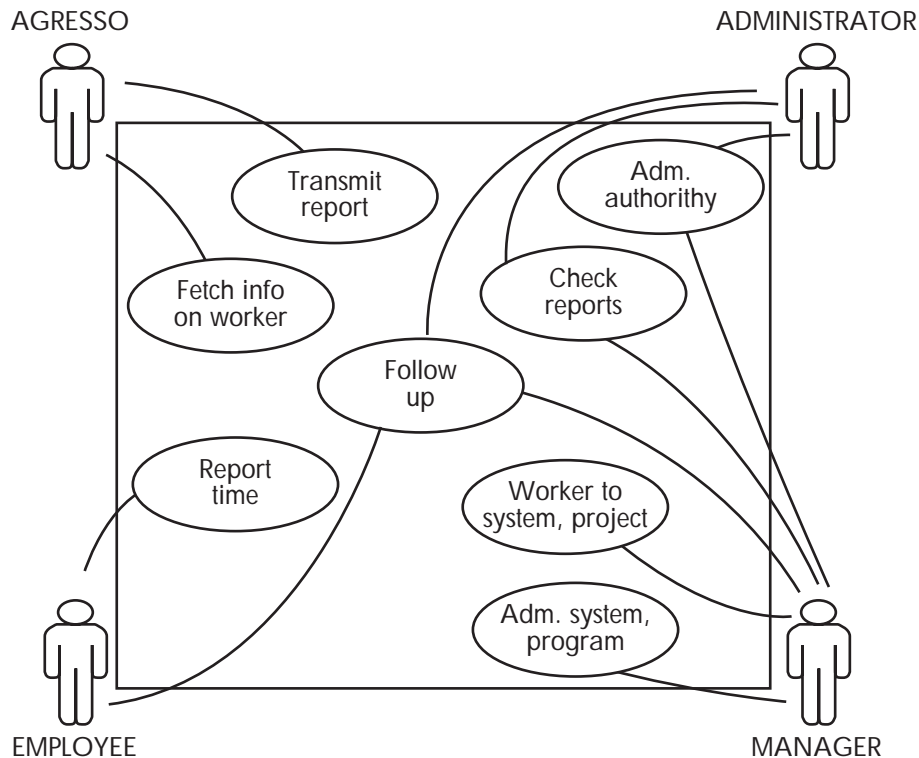 AGRESSO
ADMINISTRATOR
Transmit
report
Adm.
authorithy
Fetch info
on worker
Check
reports
Follow
up
Report
time
Worker to
system, project
Adm. system,
program
EMPLOYEE
MANAGER